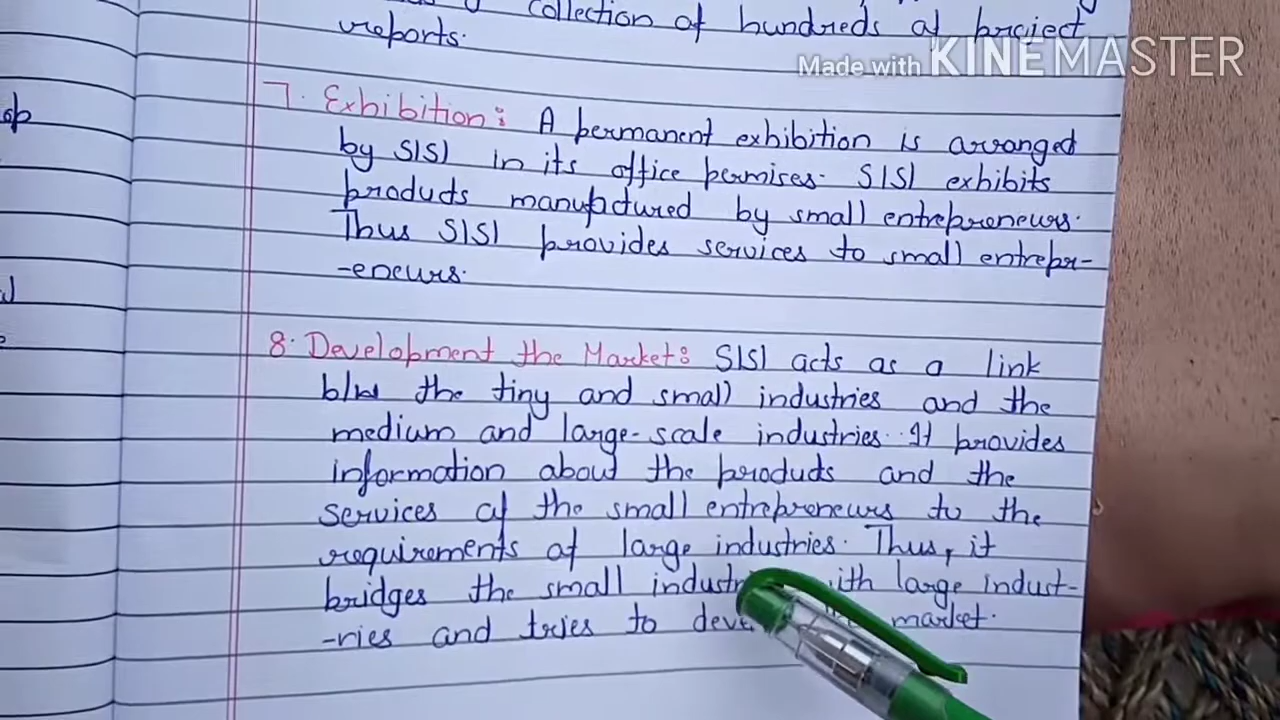 collection of hundreds of project
reports.
Made with KINEMASTER
7. Exhibition: A permanent exhibition is arranged
by SISI in its office permises. SISI exhibits
products manufactured by small entrepreneurs.
Thus SISI provides services to small entrepr-
-eneurs.
8. Development the Market: SISI acts as a link
b/w the tiny and small industries and the
medium and large-scale industries. It provides
information about the products and the
services of the small entrepreneurs to the
requirements of large industries. Thus, it
bridges the small with large indust-
-ries and tries to market.